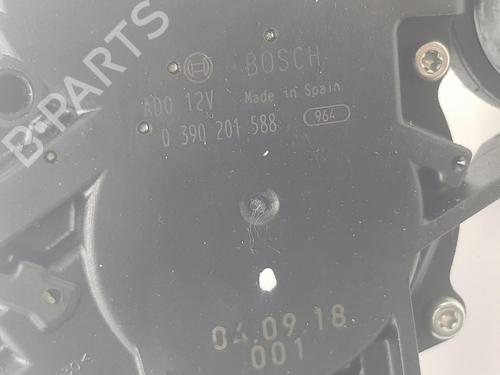 B-PARTS
BOSCH
ADO 12V Made in Spain
0 390 201 588 964
04.09.18
001